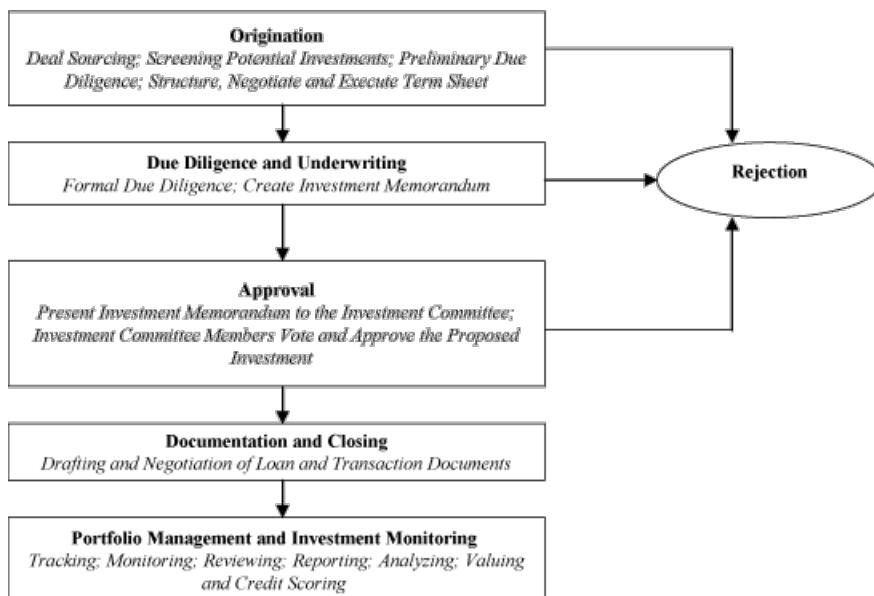 Origination
Deal Sourcing; Screening Potential Investments; Preliminary Due
Diligence; Structure, Negotiate and Execute Term Sheet
Due Diligence and Underwriting
Formal Due Diligence; Create Investment Memorandum
Rejection
Approval
Present Investment Memorandum to the Investment Committee;
Investment Committee Members Vote and Approve the Proposed
Investment
Documentation and Closing
Drafting and Negotiation of Loan and Transaction Documents
Portfolio Management and Investment Monitoring
Tracking; Monitoring; Reviewing; Reporting; Analyzing; Valuing
and Credit Scoring